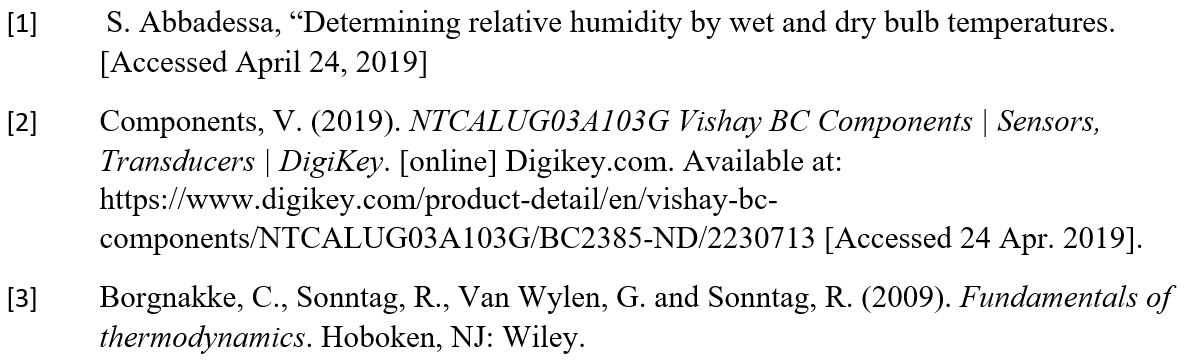 [1] S. Abbadessa, “Determining relative humidity by wet and dry bulb temperatures.
[Accessed April 24, 2019]
[2] Components, V. (2019). NTCALUG03A103G Vishay BC Components | Sensors,
Transducers | DigiKey. [online] Digikey.com. Available at:
https://www.digikey.com/product-detail/en/vishay-bc-
components/NTCALUG03A103G/BC2385-ND/2230713 [Accessed 24 Apr. 2019].
[3] Borgnakke, C., Sonntag, R., Van Wylen, G. and Sonntag, R. (2009). Fundamentals of
thermodynamics. Hoboken, NJ: Wiley.